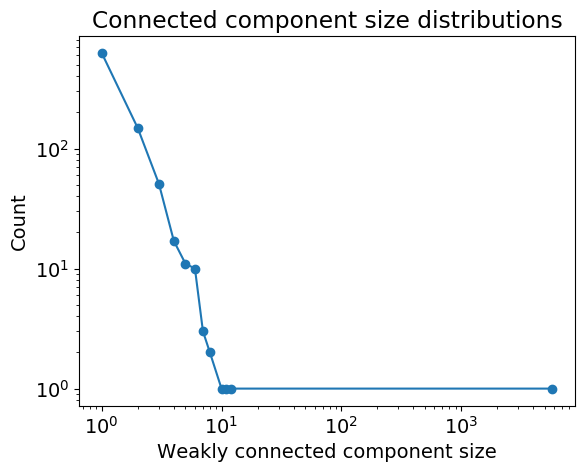 Connected component size distributions
Count
10²
10¹
10⁰
10⁰ 10¹ 10² 10³
Weakly connected component size